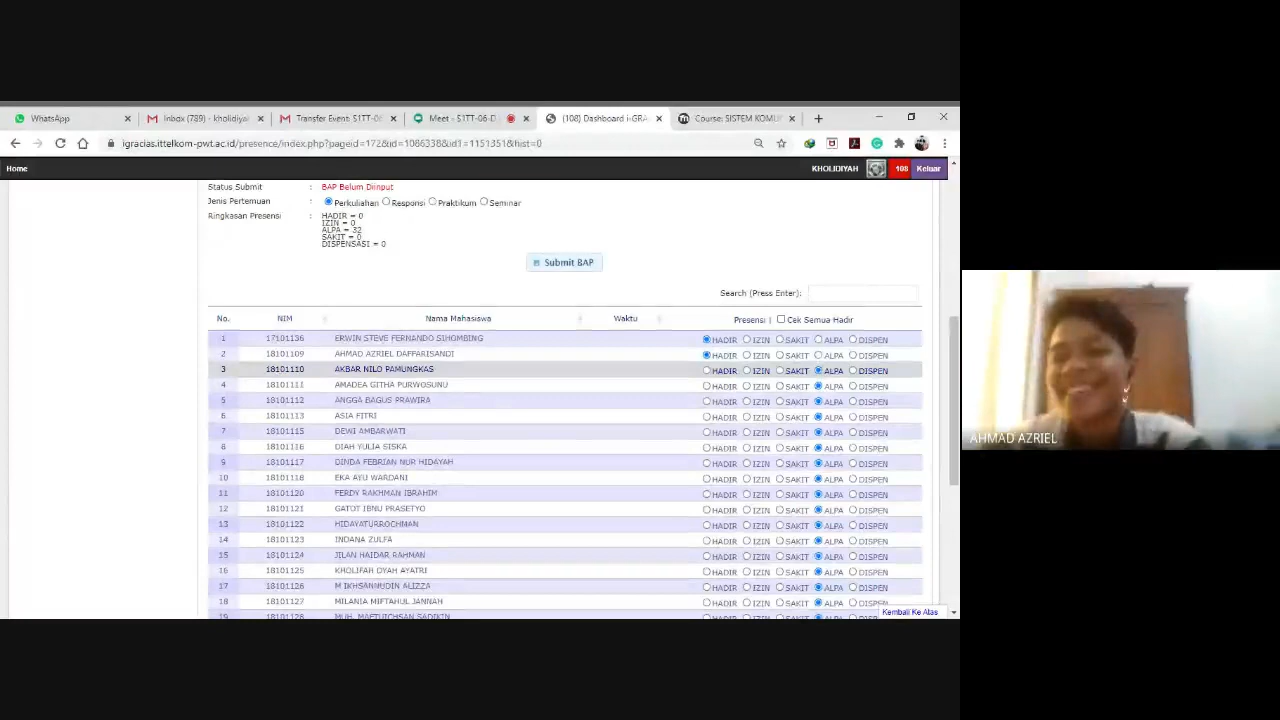 WhatsApp
Inbox (789) - kholidiyah
Transfer Event: S1TT-06
Meet - S1TT-06-D
(108) Dashboard i-GRA
Course: SISTEM KOMU
igracias.ittelkom-pwt.ac.id/presence/index.php?pageid=172&id=1086338&id1=1151351&hist=0
Home KHOLIDIYAH 108 Keluar
Status Submit : BAP Belum Diinput
Jenis Pertemuan : Perkuliahan Responsi Praktikum Seminar
Ringkasan Presensi : HADIR = 0
IZIN = 0
ALPA = 32
SAKIT = 0
DISPENSASI = 0
Submit BAP
Search (Press Enter):
No. NIM Nama Mahasiswa Waktu Presensi | Cek Semua Hadir
1 17101136 ERWIN STEVE FERNANDO SIHOMBING HADIR IZIN SAKIT ALPA DISPEN
2 18101109 AHMAD AZRIEL DAFFARISANDI HADIR IZIN SAKIT ALPA DISPEN
3 18101110 AKBAR NILO PAMUNGKAS HADIR IZIN SAKIT ALPA DISPEN
4 18101111 AMADEA GITHA PURWOSUNU HADIR IZIN SAKIT ALPA DISPEN
5 18101112 ANGGA BAGUS PRAWIRA HADIR IZIN SAKIT ALPA DISPEN
6 18101113 ASIA FITRI HADIR IZIN SAKIT ALPA DISPEN
7 18101115 DEWI AMBARWATI HADIR IZIN SAKIT ALPA DISPEN
8 18101116 DIAH YULIA SISKA HADIR IZIN SAKIT ALPA DISPEN
9 18101117 DINDA FEBRIAN NUR HIDAYAH HADIR IZIN SAKIT ALPA DISPEN
10 18101118 EKA AYU WARDANI HADIR IZIN SAKIT ALPA DISPEN
11 18101120 FERDY RAKHMAN IBRAHIM HADIR IZIN SAKIT ALPA DISPEN
12 18101121 GATOT IBNU PRASETYO HADIR IZIN SAKIT ALPA DISPEN
13 18101122 HIDAYATURROCHMAN HADIR IZIN SAKIT ALPA DISPEN
14 18101123 INDANA ZULFA HADIR IZIN SAKIT ALPA DISPEN
15 18101124 JILAN HAIDAR RAHMAN HADIR IZIN SAKIT ALPA DISPEN
16 18101125 KHOLIFAH DYAH AYATRI HADIR IZIN SAKIT ALPA DISPEN
17 18101126 M IKHSANNUDIN ALIZZA HADIR IZIN SAKIT ALPA DISPEN
18 18101127 MILANIA MIFTAHUL JANNAH HADIR IZIN SAKIT ALPA DISPEN
19 18101128 MUH. MAFTUICHSAN SADIKIN HADIR IZIN SAKIT ALPA
Kembali Ke Atas
AHMAD AZRIEL